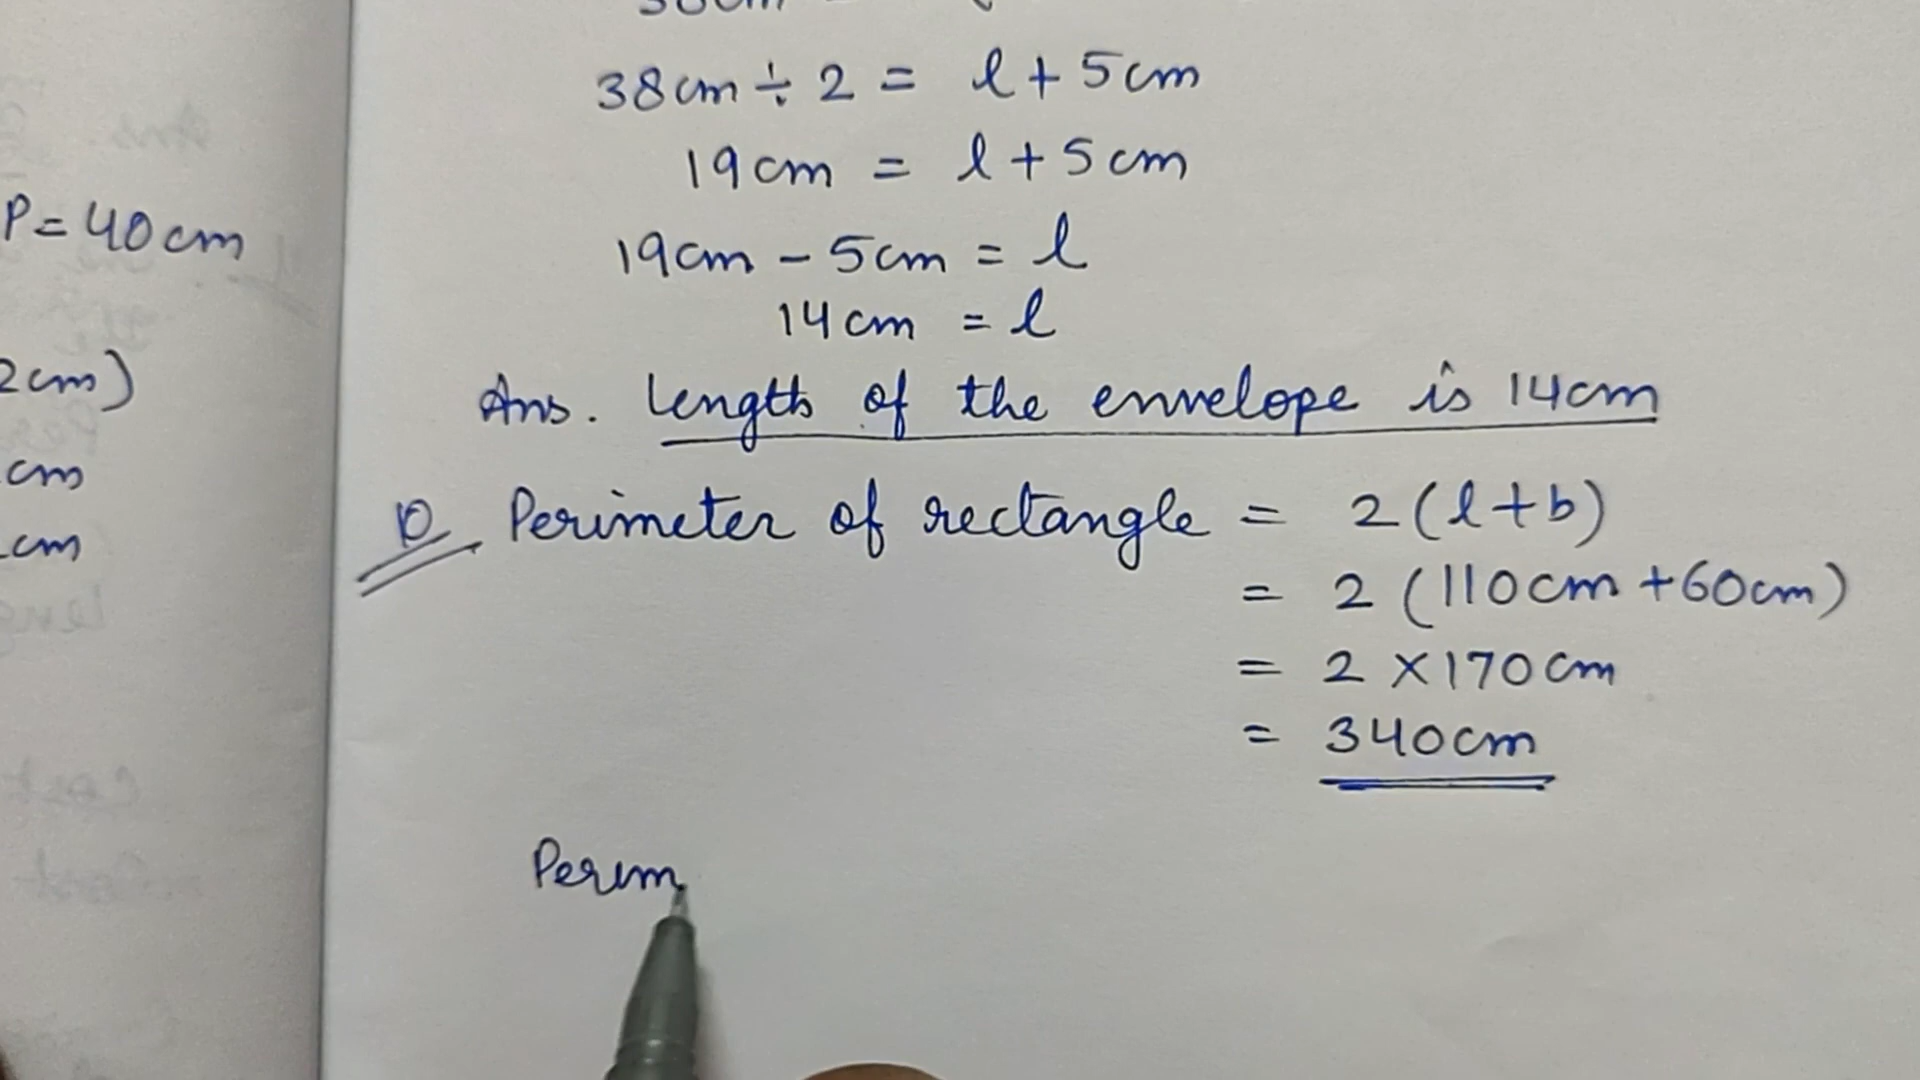 P=40cm
2cm)
cm
cm
38cm ÷ 2 = l + 5cm
19cm = l + 5cm
19cm - 5cm = l
14cm = l
Ans. length of the envelope is 14cm
10. Perimeter of rectangle = 2(l+b)
= 2 (110cm +60cm)
= 2 ×170cm
= 340cm
Perim